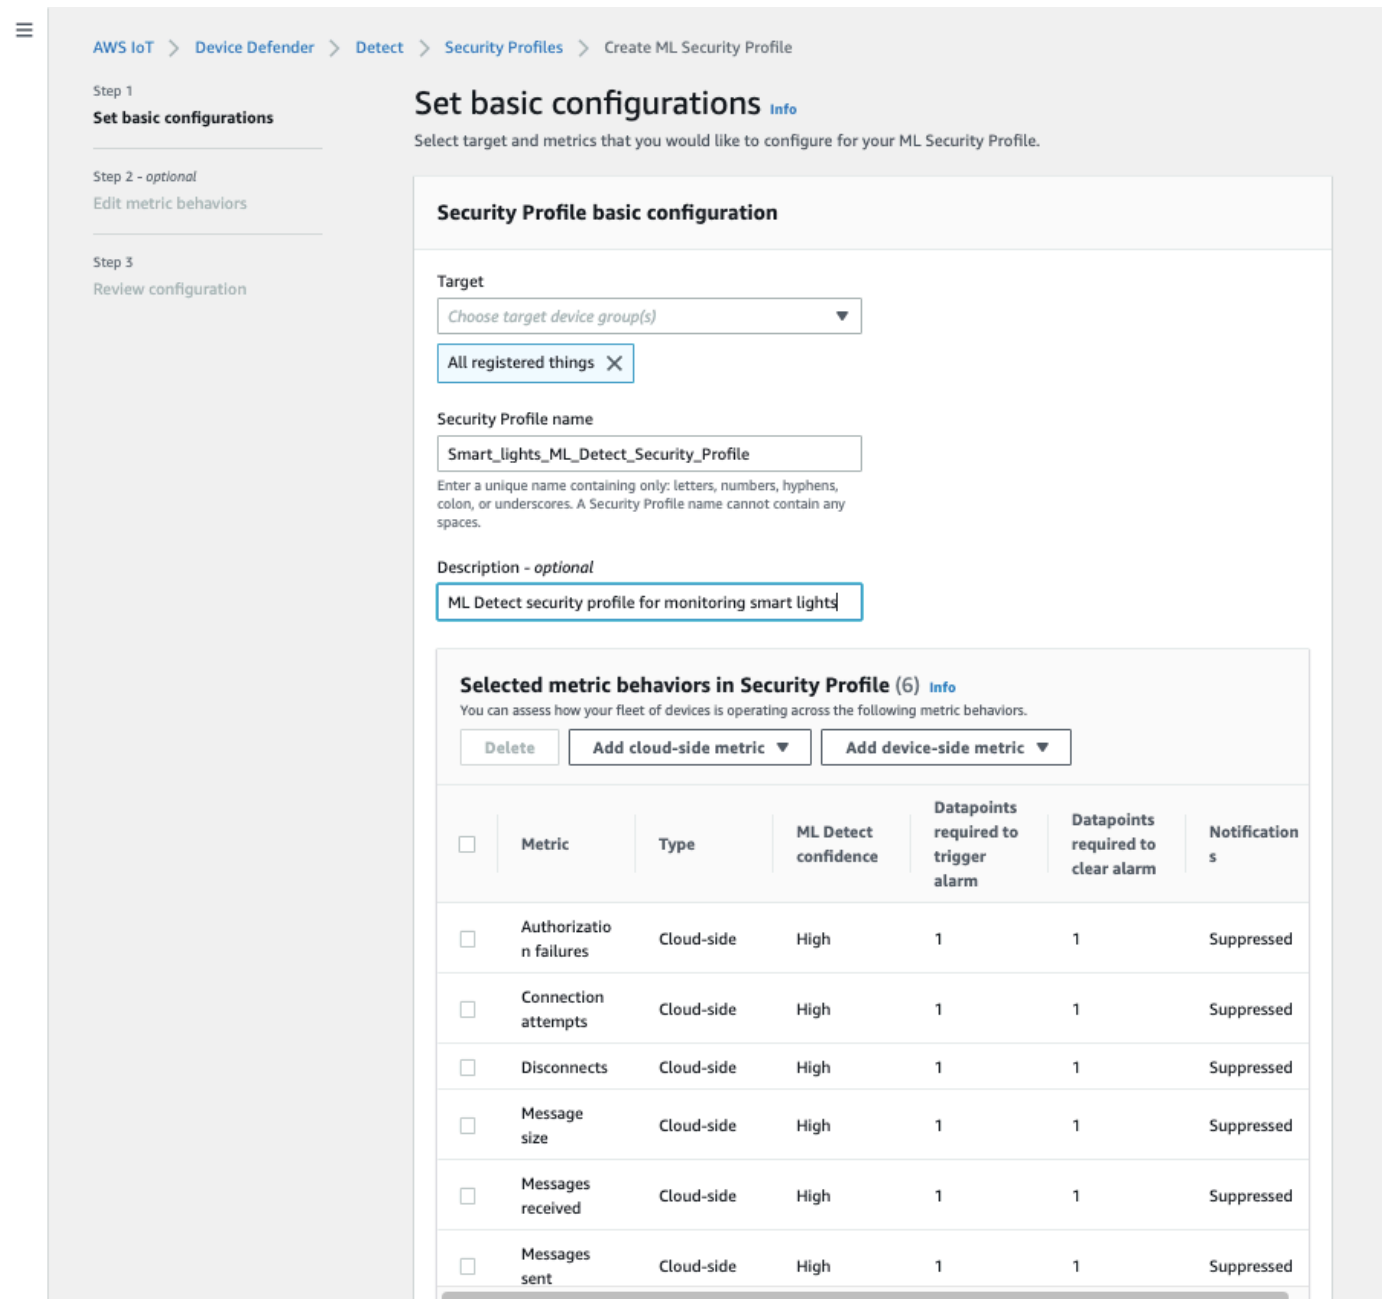 AWS IoT > Device Defender > Detect > Security Profiles > Create ML Security Profile
Step 1
Set basic configurations
Step 2 - optional
Edit metric behaviors
Step 3
Review configuration
Set basic configurations Info
Select target and metrics that you would like to configure for your ML Security Profile.
Security Profile basic configuration
Target
Choose target device group(s)
All registered things
Security Profile name
Smart_lights_ML_Detect_Security_Profile
Enter a unique name containing only: letters, numbers, hyphens,
colon, or underscores. A Security Profile name cannot contain any
spaces.
Description - optional
ML Detect security profile for monitoring smart lights
Selected metric behaviors in Security Profile (6) Info
You can assess how your fleet of devices is operating across the following metric behaviors.
Delete Add cloud-side metric Add device-side metric
Metric
Type
ML Detect
confidence
Datapoints
required to
trigger
alarm
Datapoints
required to
clear alarm
Notification
s
Authorizatio
n failures
Cloud-side High 1 1 Suppressed
Connection
attempts
Cloud-side High 1 1 Suppressed
Disconnects Cloud-side High 1 1 Suppressed
Message
size
Cloud-side High 1 1 Suppressed
Messages
received
Cloud-side High 1 1 Suppressed
Messages
sent
Cloud-side High 1 1 Suppressed